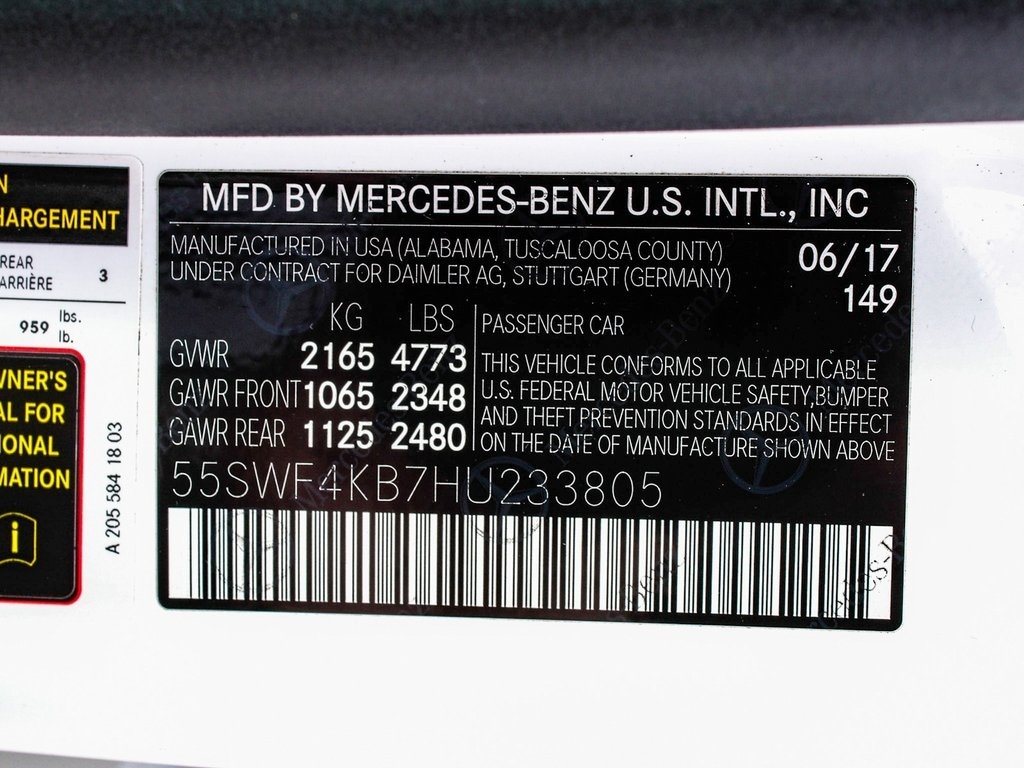 N
HARGEMENT
REAR
ARRIÈRE 3
959 lbs.
lb.
WNER'S
AL FOR
IONAL
MATION
i
A 205 584 18 03
MFD BY MERCEDES-BENZ U.S. INTL., INC
MANUFACTURED IN USA (ALABAMA, TUSCALOOSA COUNTY) 06/17
UNDER CONTRACT FOR DAIMLER AG, STUTTGART (GERMANY)
149
KG LBS
GVWR 2165 4773
GAWR FRONT 1065 2348
GAWR REAR 1125 2480
PASSENGER CAR
THIS VEHICLE CONFORMS TO ALL APPLICABLE
U.S. FEDERAL MOTOR VEHICLE SAFETY,BUMPER
AND THEFT PREVENTION STANDARDS IN EFFECT
ON THE DATE OF MANUFACTURE SHOWN ABOVE
55SWF4KB7HU233805